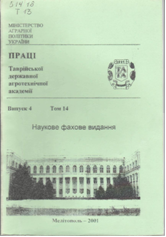 МІНІСТЕРСТВО
АГРАРНОЇ
ПОЛІТИКИ
УКРАЇНИ
ПРАЦІ
Таврійської
державної
агротехнічної
академії
Випуск 4 Том 14
Наукове фахове видання
Мелітополь – 2001